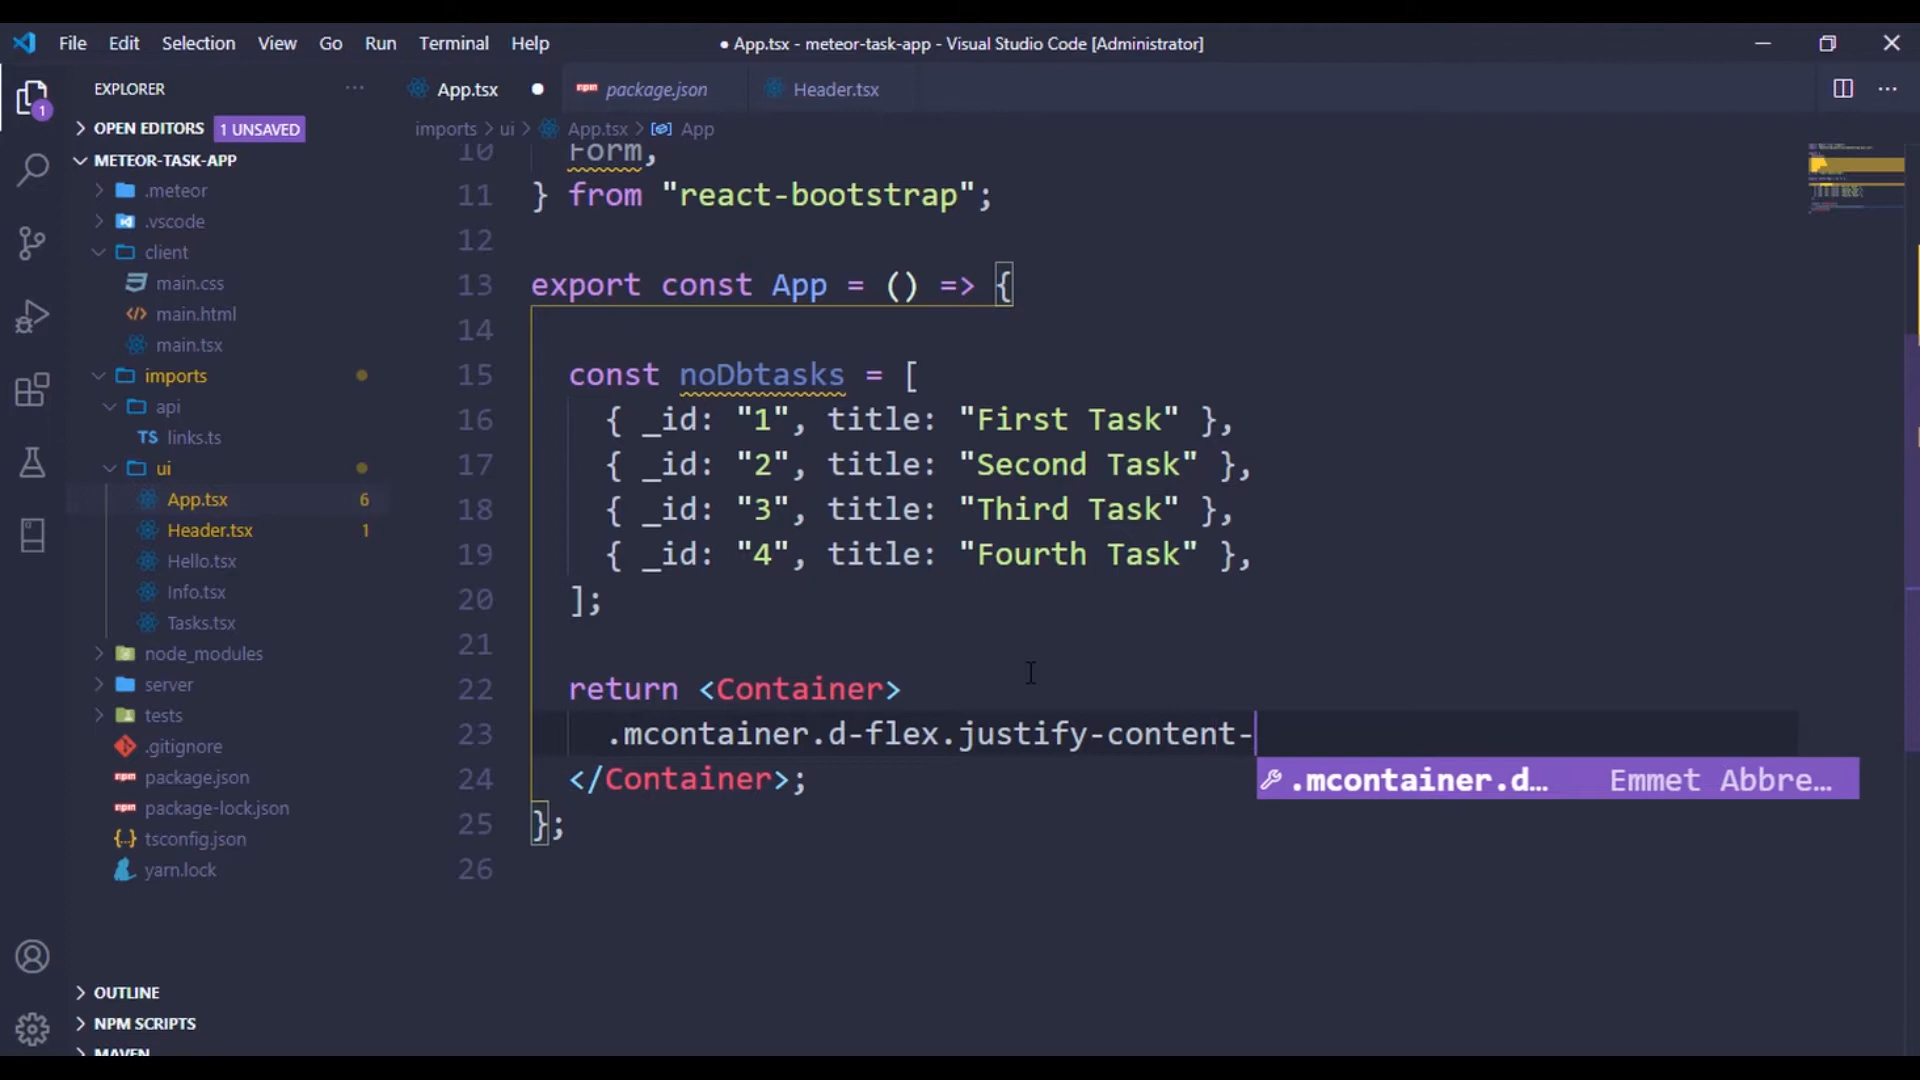 File Edit Selection View Go Run Terminal Help
● App.tsx - meteor-task-app - Visual Studio Code [Administrator]
EXPLORER
OPEN EDITORS 1 UNSAVED
METEOR-TASK-APP
.meteor
.vscode
client
main.css
main.html
main.tsx
imports
api
TS links.ts
ui
App.tsx 6
Header.tsx 1
Hello.tsx
Info.tsx
Tasks.tsx
node_modules
server
tests
.gitignore
package.json
package-lock.json
tsconfig.json
yarn.lock
OUTLINE
NPM SCRIPTS
MAVEN
1
App.tsx ● package.json Header.tsx
imports > ui > App.tsx > App
10 Form,
11 } from "react-bootstrap";
12
13 export const App = () => {
14
15 const noDbtasks = [
16 { _id: "1", title: "First Task" },
17 { _id: "2", title: "Second Task" },
18 { _id: "3", title: "Third Task" },
19 { _id: "4", title: "Fourth Task" },
20 ];
21
22 return <Container>
23 .mcontainer.d-flex.justify-content-
24 </Container>;
.mcontainer.d… Emmet Abbre…
25 };
26